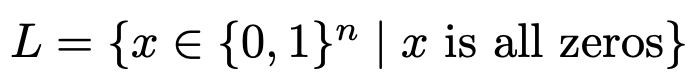 L = {x ∈ {0, 1}ⁿ | x is all zeros}